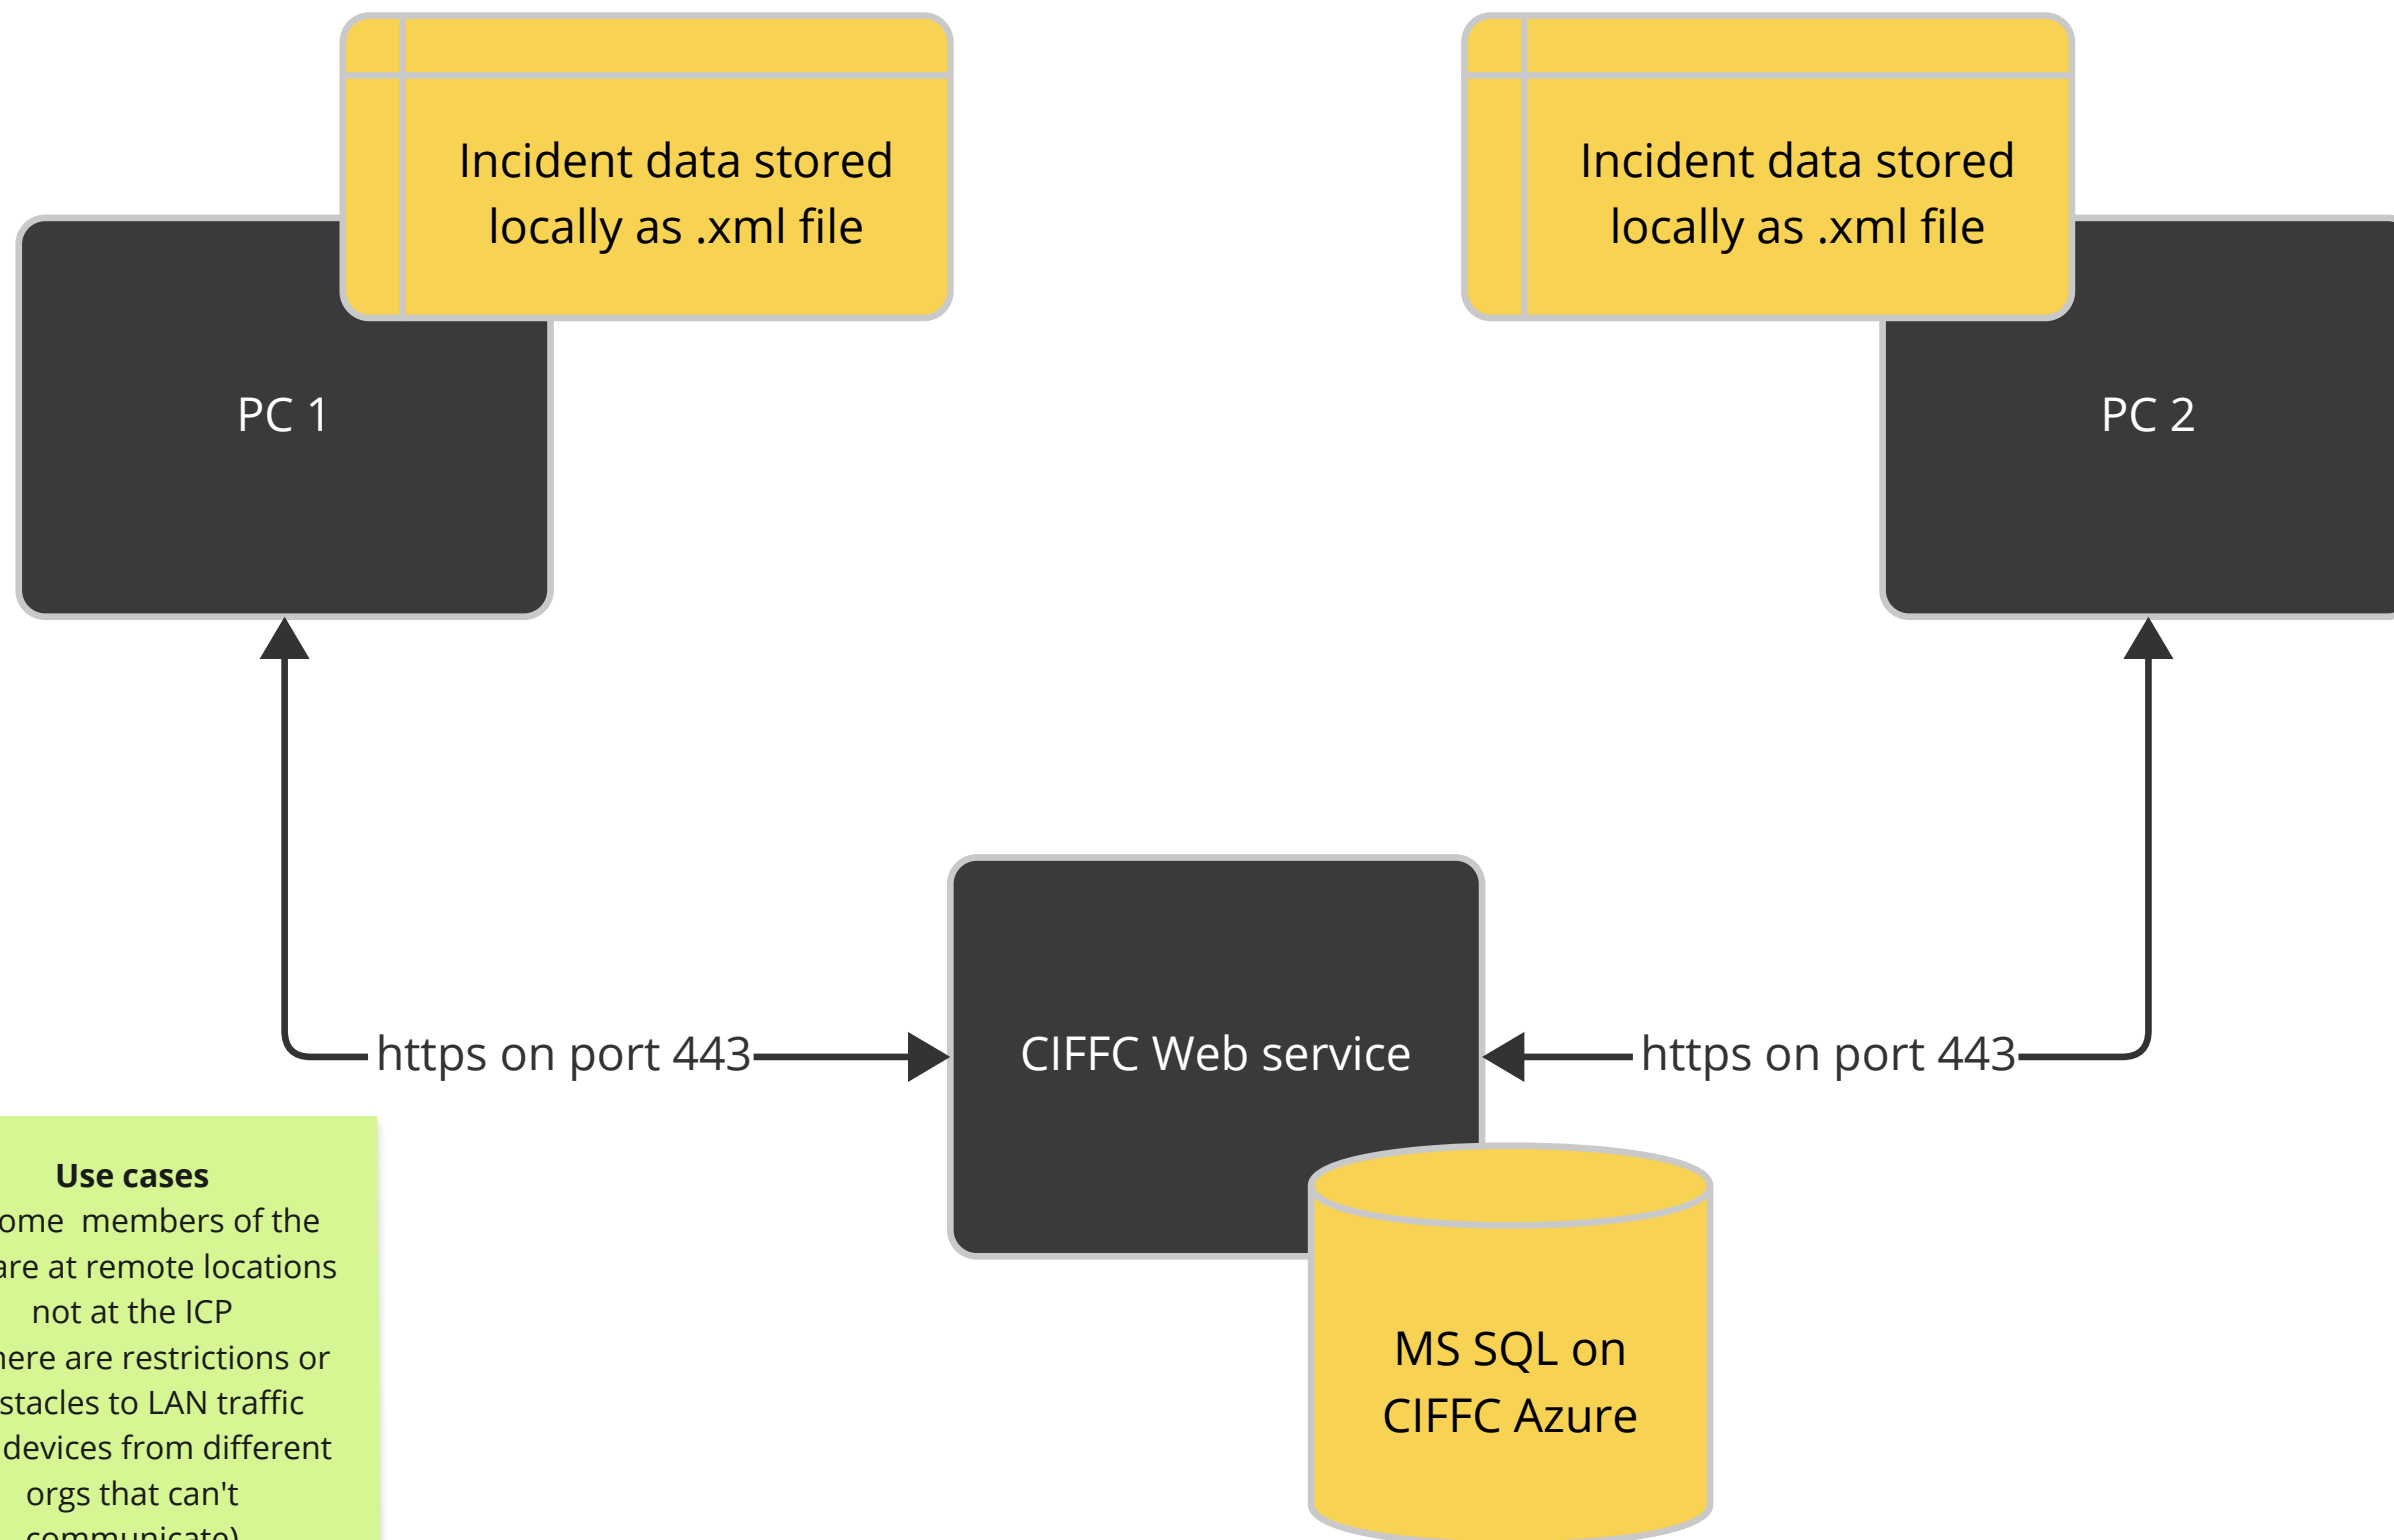 Incident data stored
locally as .xml file
Incident data stored
locally as .xml file
PC 1
PC 2
https on port 443
CIFFC Web service
https on port 443
Use cases
members of the
are at remote locations
not at the ICP
are restrictions or
to LAN traffic
devices from different
orgs that can't
communicate)
MS SQL on
CIFFC Azure